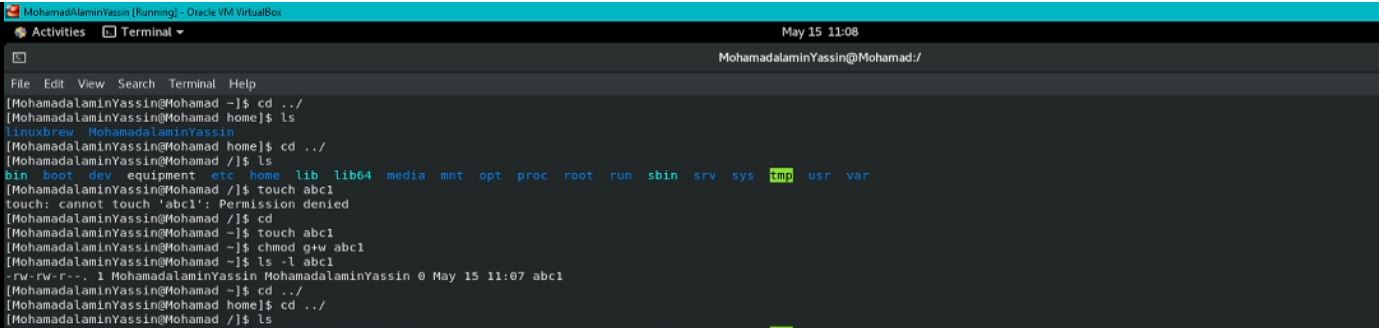 MohamadAlaminYassin [Running] - Oracle VM VirtualBox
Activities Terminal May 15 11:08
MohamadalaminYassin@Mohamad:/
File Edit View Search Terminal Help
[MohamadalaminYassin@Mohamad ~]$ cd ../
[MohamadalaminYassin@Mohamad home]$ ls
linuxbrew MohamadalaminYassin
[MohamadalaminYassin@Mohamad home]$ cd ../
[MohamadalaminYassin@Mohamad /]$ ls
bin boot dev equipment etc home lib lib64 media mnt opt proc root run sbin srv sys tmp usr var
[MohamadalaminYassin@Mohamad /]$ touch abc1
touch: cannot touch 'abc1': Permission denied
[MohamadalaminYassin@Mohamad /]$ cd
[MohamadalaminYassin@Mohamad ~]$ touch abc1
[MohamadalaminYassin@Mohamad ~]$ chmod g+w abc1
[MohamadalaminYassin@Mohamad ~]$ ls -l abc1
-rw-rw-r--. 1 MohamadalaminYassin MohamadalaminYassin 0 May 15 11:07 abc1
[MohamadalaminYassin@Mohamad ~]$ cd ../
[MohamadalaminYassin@Mohamad home]$ cd ../
[MohamadalaminYassin@Mohamad /]$ ls